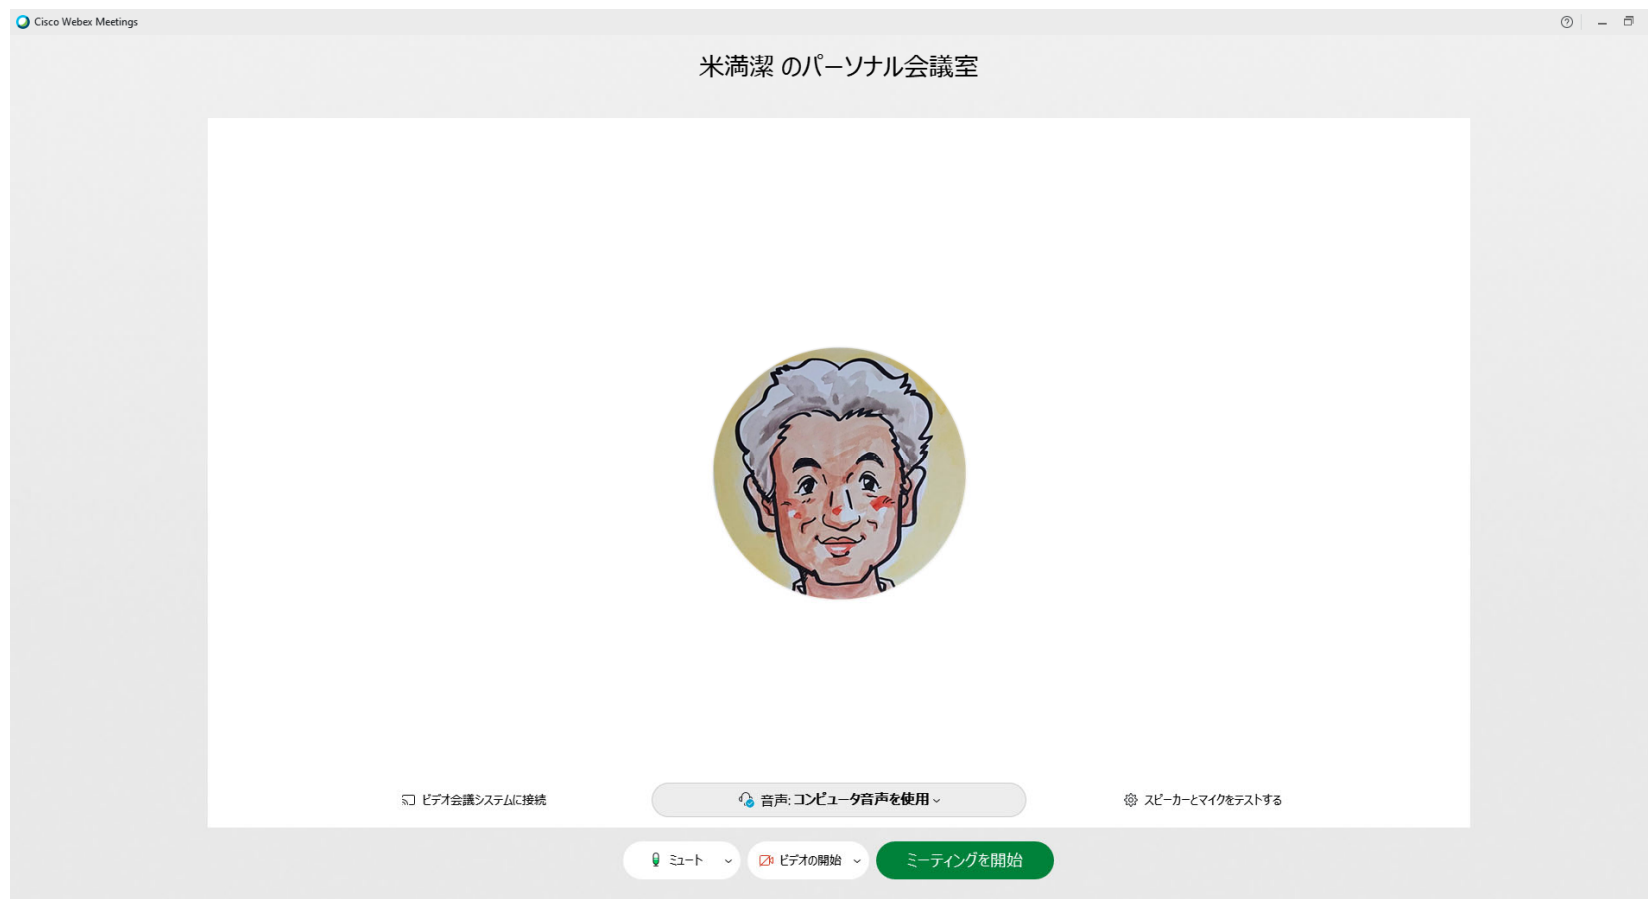 Cisco Webex Meetings
米満潔 のパーソナル会議室
ビデオ会議システムに接続
音声: コンピュータ音声を使用
スピーカーとマイクをテストする
ミュート
ビデオの開始
ミーティングを開始